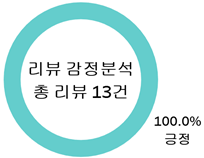 리뷰 감정분석
총 리뷰 13건
100.0%
긍정